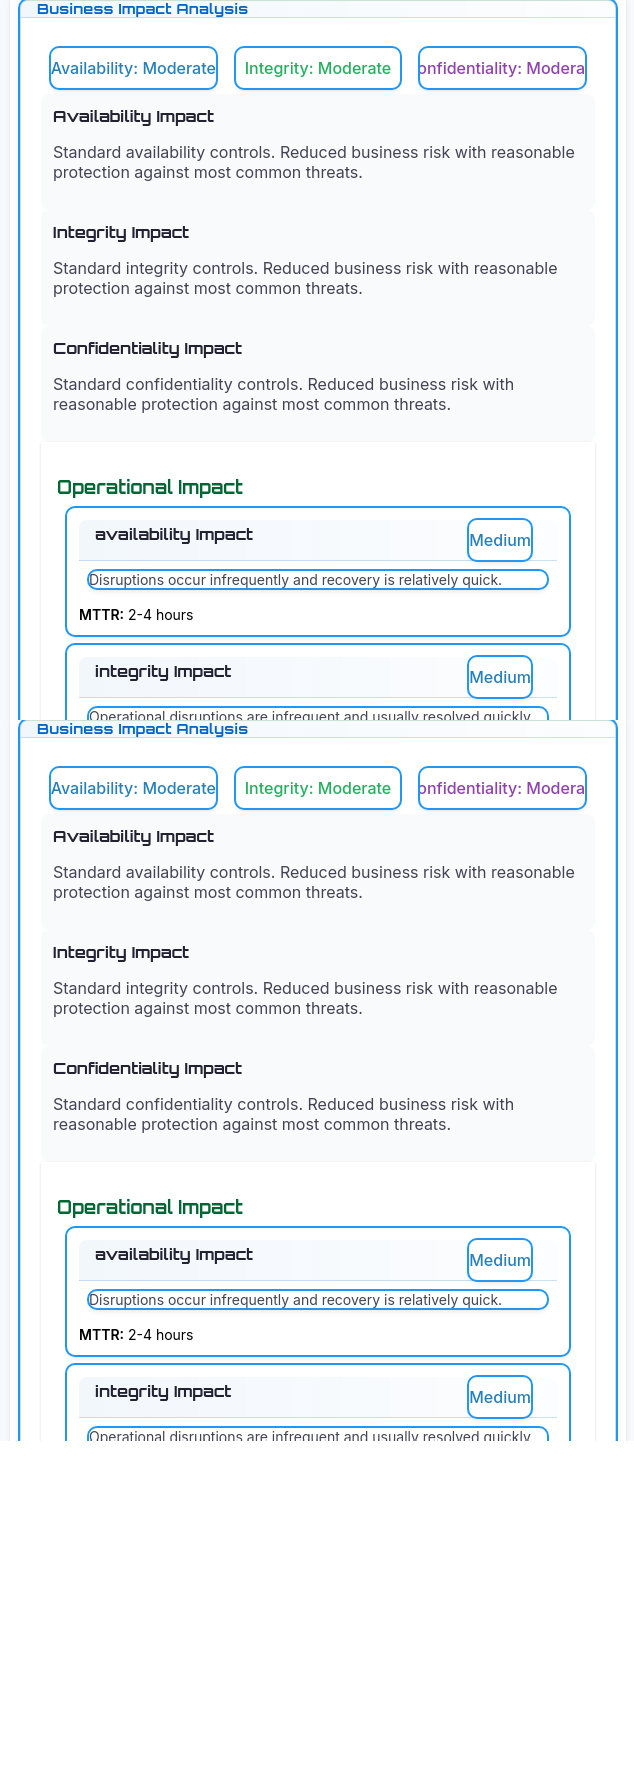 Business Impact Analysis
Availability: Moderate
Integrity: Moderate
onfidentiality: Modera
Availability Impact
Standard availability controls. Reduced business risk with reasonable
protection against most common threats.
Integrity Impact
Standard integrity controls. Reduced business risk with reasonable
protection against most common threats.
Confidentiality Impact
Standard confidentiality controls. Reduced business risk with
reasonable protection against most common threats.
Operational Impact
availability Impact
Medium
Disruptions occur infrequently and recovery is relatively quick.
MTTR: 2-4 hours
integrity Impact
Medium
Operational disruptions are infrequent and usually resolved quickly
Business Impact Analysis
Availability: Moderate
Integrity: Moderate
onfidentiality: Modera
Availability Impact
Standard availability controls. Reduced business risk with reasonable
protection against most common threats.
Integrity Impact
Standard integrity controls. Reduced business risk with reasonable
protection against most common threats.
Confidentiality Impact
Standard confidentiality controls. Reduced business risk with
reasonable protection against most common threats.
Operational Impact
availability Impact
Medium
Disruptions occur infrequently and recovery is relatively quick.
MTTR: 2-4 hours
integrity Impact
Medium
Operational disruptions are infrequent and usually resolved quickly